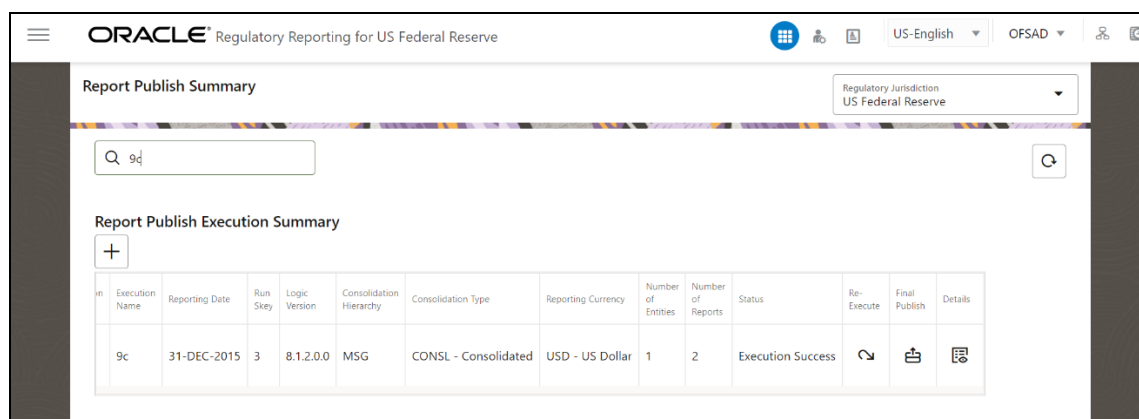 ORACLE® Regulatory Reporting for US Federal Reserve
US-English
OFSAD
Report Publish Summary
Regulatory Jurisdiction
US Federal Reserve
9c
Report Publish Execution Summary
+
on Execution Name Reporting Date Run Skey Logic Version Consolidation Hierarchy Consolidation Type Reporting Currency Number of Entities Number of Reports Status Re-Execute Final Publish Details
9c 31-DEC-2015 3 8.1.2.0.0 MSG CONSL - Consolidated USD - US Dollar 1 2 Execution Success